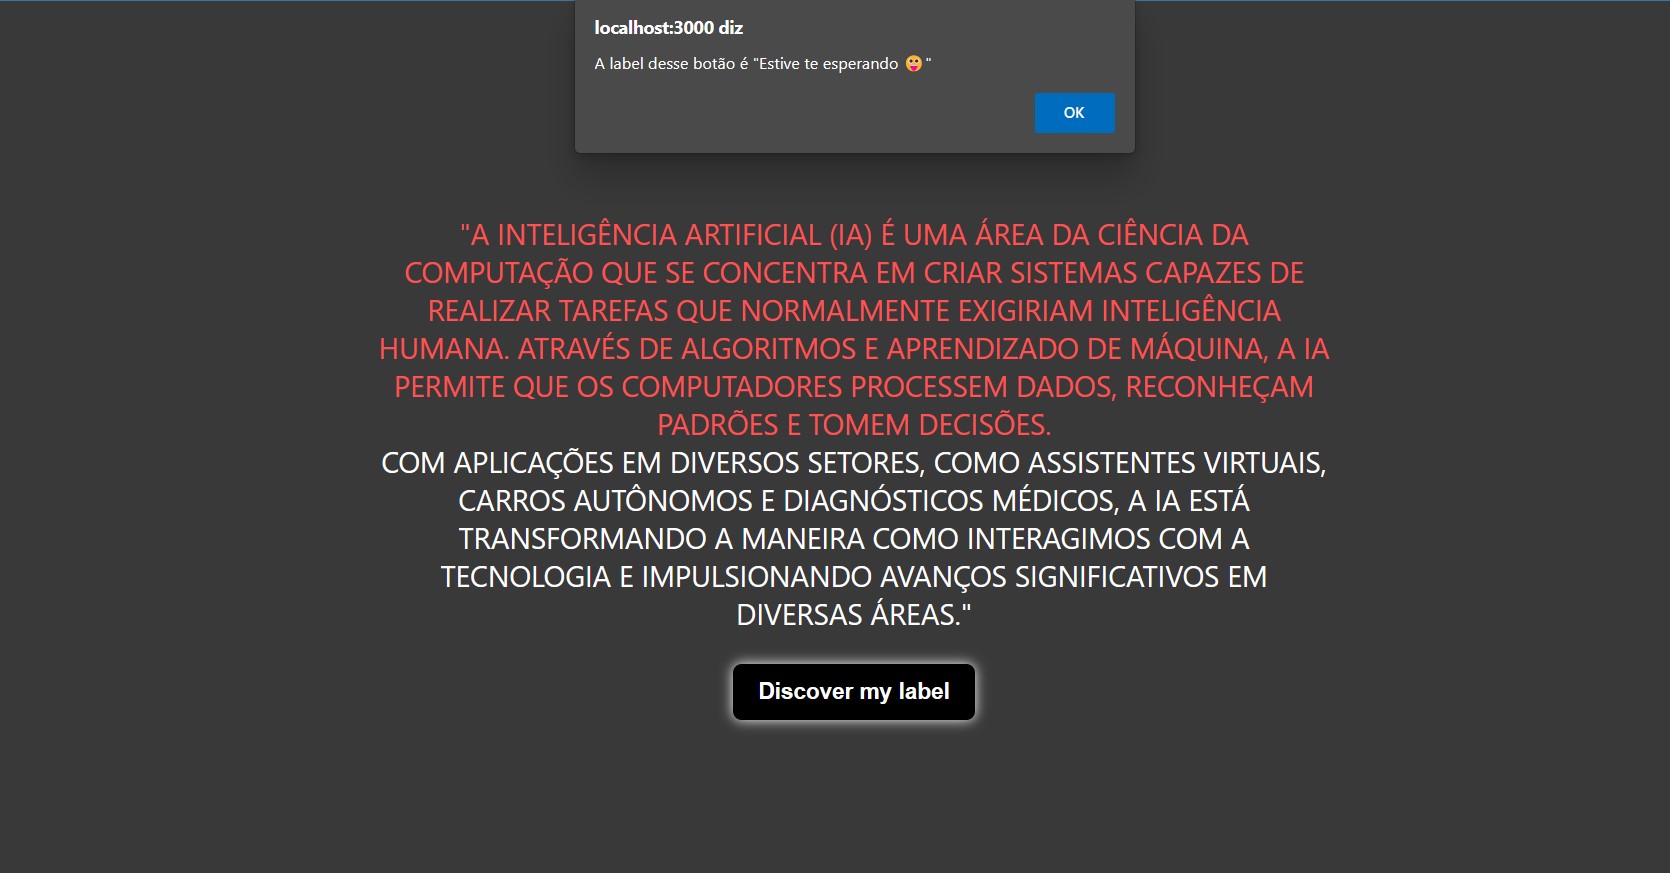 localhost:3000 diz
A label desse botão é "Estive te esperando 😛"
OK
"A INTELIGÊNCIA ARTIFICIAL (IA) É UMA ÁREA DA CIÊNCIA DA
COMPUTAÇÃO QUE SE CONCENTRA EM CRIAR SISTEMAS CAPAZES DE
REALIZAR TAREFAS QUE NORMALMENTE EXIGIRIAM INTELIGÊNCIA
HUMANA. ATRAVÉS DE ALGORITMOS E APRENDIZADO DE MÁQUINA, A IA
PERMITE QUE OS COMPUTADORES PROCESSEM DADOS, RECONHEÇAM
PADRÕES E TOMEM DECISÕES.
COM APLICAÇÕES EM DIVERSOS SETORES, COMO ASSISTENTES VIRTUAIS,
CARROS AUTÔNOMOS E DIAGNÓSTICOS MÉDICOS, A IA ESTÁ
TRANSFORMANDO A MANEIRA COMO INTERAGIMOS COM A
TECNOLOGIA E IMPULSIONANDO AVANÇOS SIGNIFICATIVOS EM
DIVERSAS ÁREAS."
Discover my label